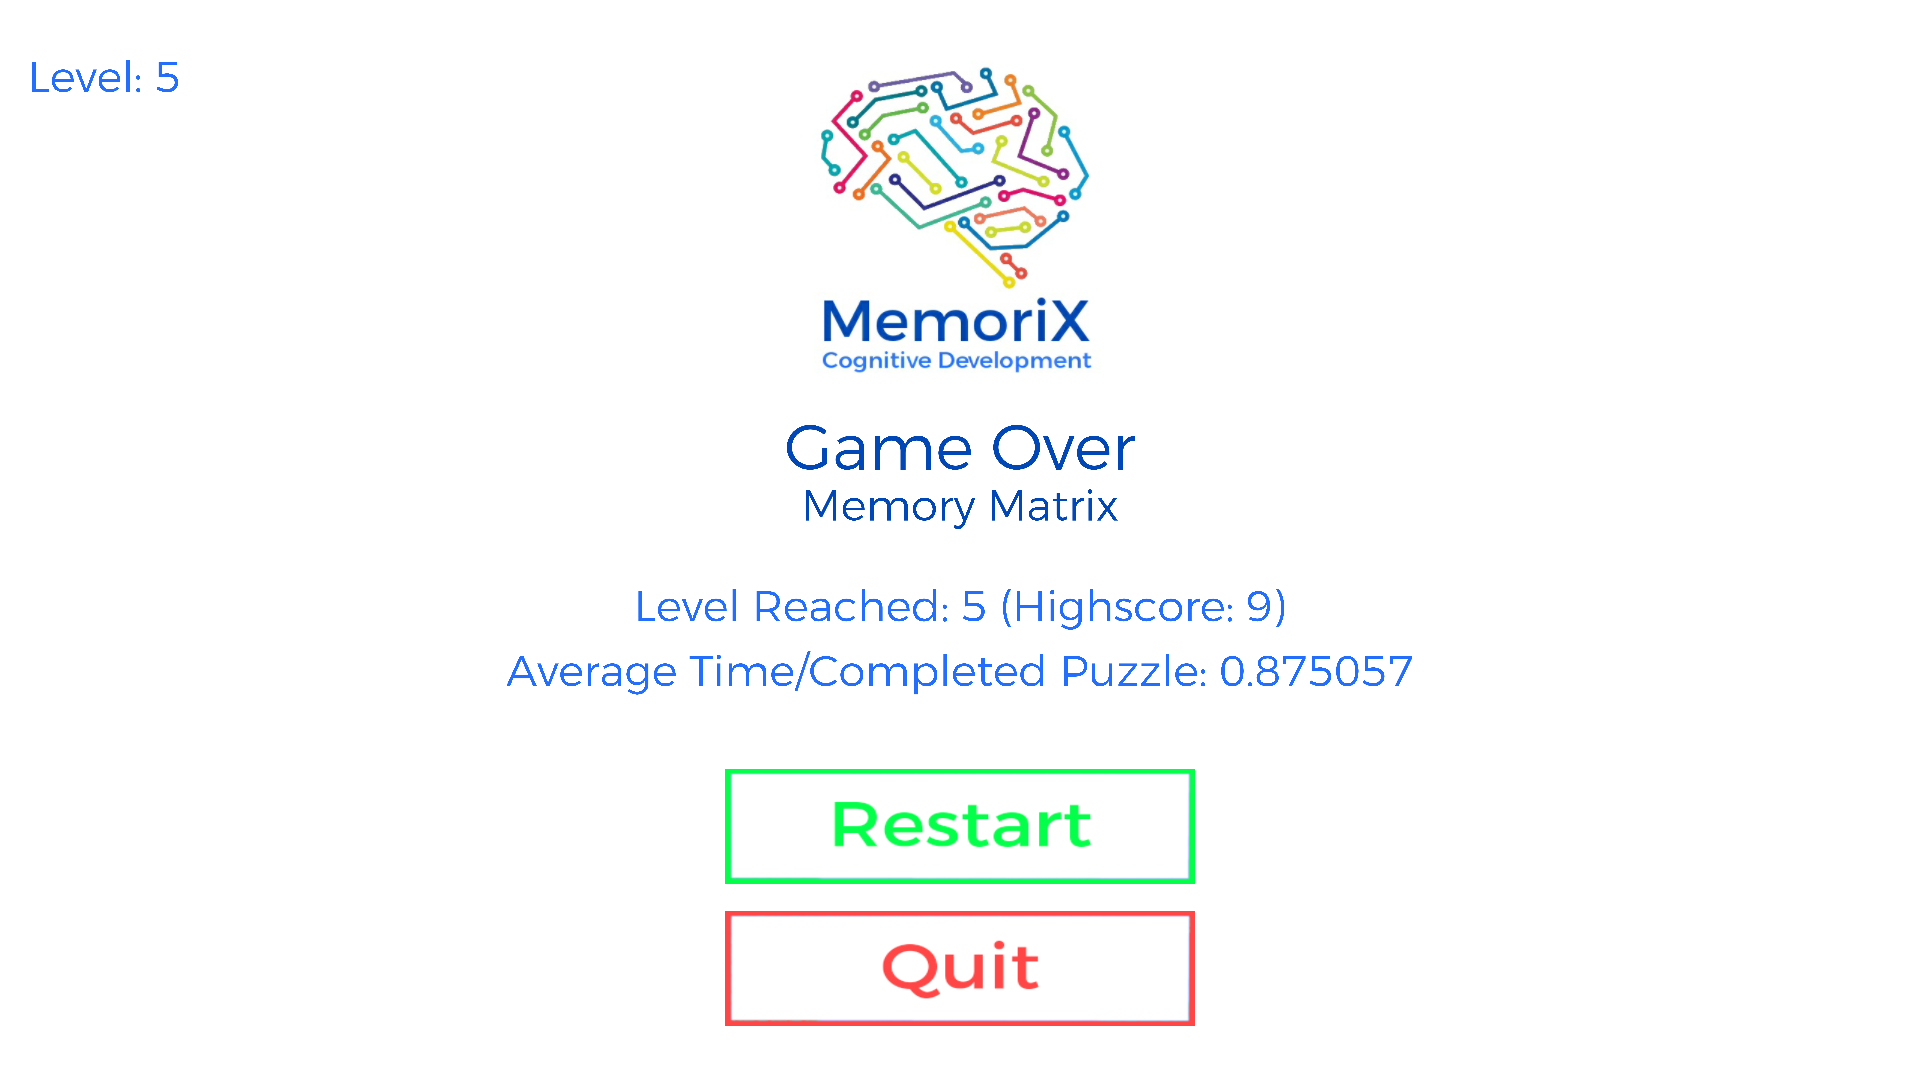 Level: 5
MemoriX
Cognitive Development
Game Over
Memory Matrix
Level Reached: 5 (Highscore: 9)
Average Time/Completed Puzzle: 0.875057
Restart
Quit